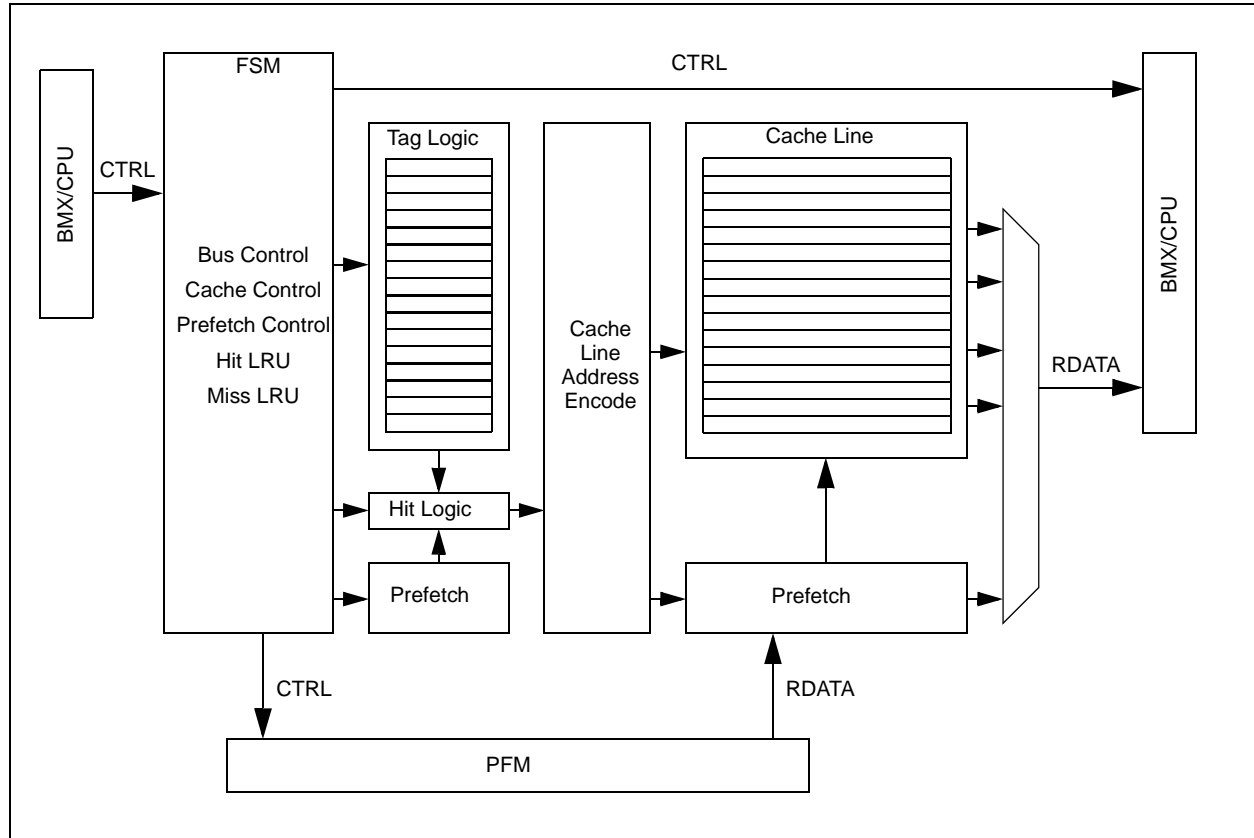 FSM
CTRL
BMX/CPU
CTRL
Tag Logic
Cache Line
BMX/CPU
Bus Control
Cache Control
Prefetch Control
Hit LRU
Miss LRU
Cache
Line
Address
Encode
RDATA
Hit Logic
Prefetch
Prefetch
CTRL
RDATA
PFM